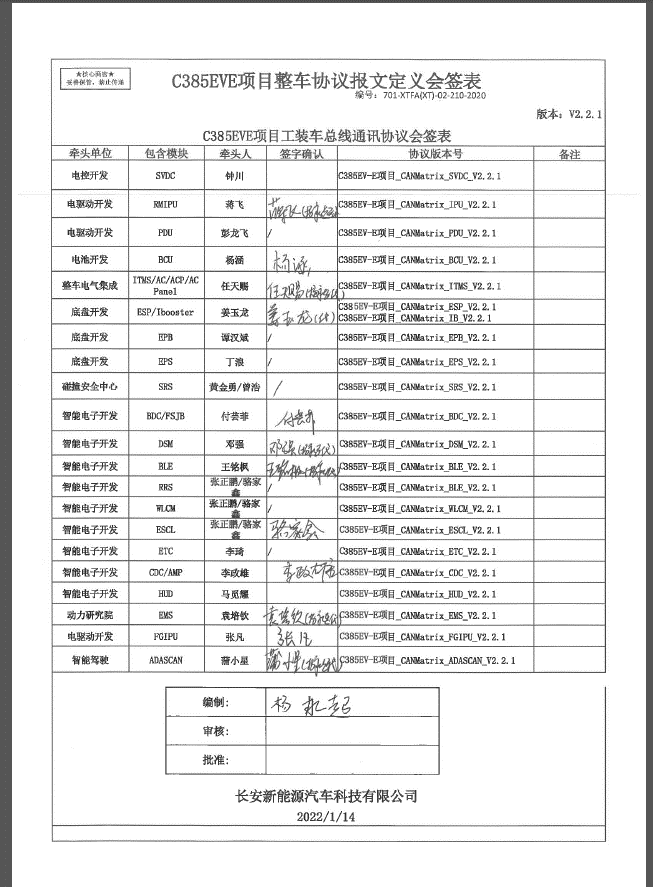 ★核心商密★
妥善保管、禁止传递
C385EVE项目整车协议报文定义会签表
编号：701-XTFA(XT)-02-210-2020
版本：V2.2.1
C385EVE项目工装车总线通讯协议会签表
牵头单位 包含模块 牵头人 签字确认 协议版本号 备注
电控开发 SVDC 钟川 C385EV-E项目_CANMatrix_SVDC_V2.2.1
电驱动开发 RMIPU 蒋飞 C385EV-E项目_CANMatrix_IPU_V2.2.1
电驱动开发 PDU 彭龙飞 / C385EV-E项目_CANMatrix_PDU_V2.2.1
电池开发 BCU 杨涵 杨涵 C385EV-E项目_CANMatrix_BCU_V2.2.1
整车电气集成 ITMS/AC/ACP/AC Panel 任天赐 任天赐 C385EV-E项目_CANMatrix_ITMS_V2.2.1
底盘开发 ESP/Ibooster 姜玉龙 姜玉龙 C385EV-E项目_CANMatrix_ESP_V2.2.1
C385EV-E项目_CANMatrix_IB_V2.2.1
底盘开发 EPB 谭汉斌 / C385EV-E项目_CANMatrix_EPB_V2.2.1
底盘开发 EPS 丁浪 / C385EV-E项目_CANMatrix_EPS_V2.2.1
碰撞安全中心 SRS 黄金勇/曾治 / C385EV-E项目_CANMatrix_SRS_V2.2.1
智能电子开发 BDC/FSJB 付芸菲 付芸菲 C385EV-E项目_CANMatrix_BDC_V2.2.1
智能电子开发 DSM 邓强 邓强 C385EV-E项目_CANMatrix_DSM_V2.2.1
智能电子开发 BLE 王铭枫 C385EV-E项目_CANMatrix_BLE_V2.2.1
智能电子开发 RRS 张正鹏/骆家鑫 / C385EV-E项目_CANMatrix_BLE_V2.2.1
智能电子开发 WLCM 张正鹏/骆家鑫 / C385EV-E项目_CANMatrix_WLCM_V2.2.1
智能电子开发 ESCL 张正鹏/骆家鑫 骆家鑫 C385EV-E项目_CANMatrix_ESCL_V2.2.1
智能电子开发 ETC 李琦 / C385EV-E项目_CANMatrix_ETC_V2.2.1
智能电子开发 CDC/AMP 李政雄 李政雄 C385EV-E项目_CANMatrix_CDC_V2.2.1
智能电子开发 HUD 马觅耀 C385EV-E项目_CANMatrix_HUD_V2.2.1
动力研究院 EMS 袁培钦 C385EV-E项目_CANMatrix_EMS_V2.2.1
电驱动开发 FGIPU 张凡 张凡 C385EV-E项目_CANMatrix_FGIPU_V2.2.1
智能驾驶 ADASCAN 蒲小星 蒲小星 C385EV-E项目_CANMatrix_ADASCAN_V2.2.1
编制：
审核：
批准：
长安新能源汽车科技有限公司
2022/1/14